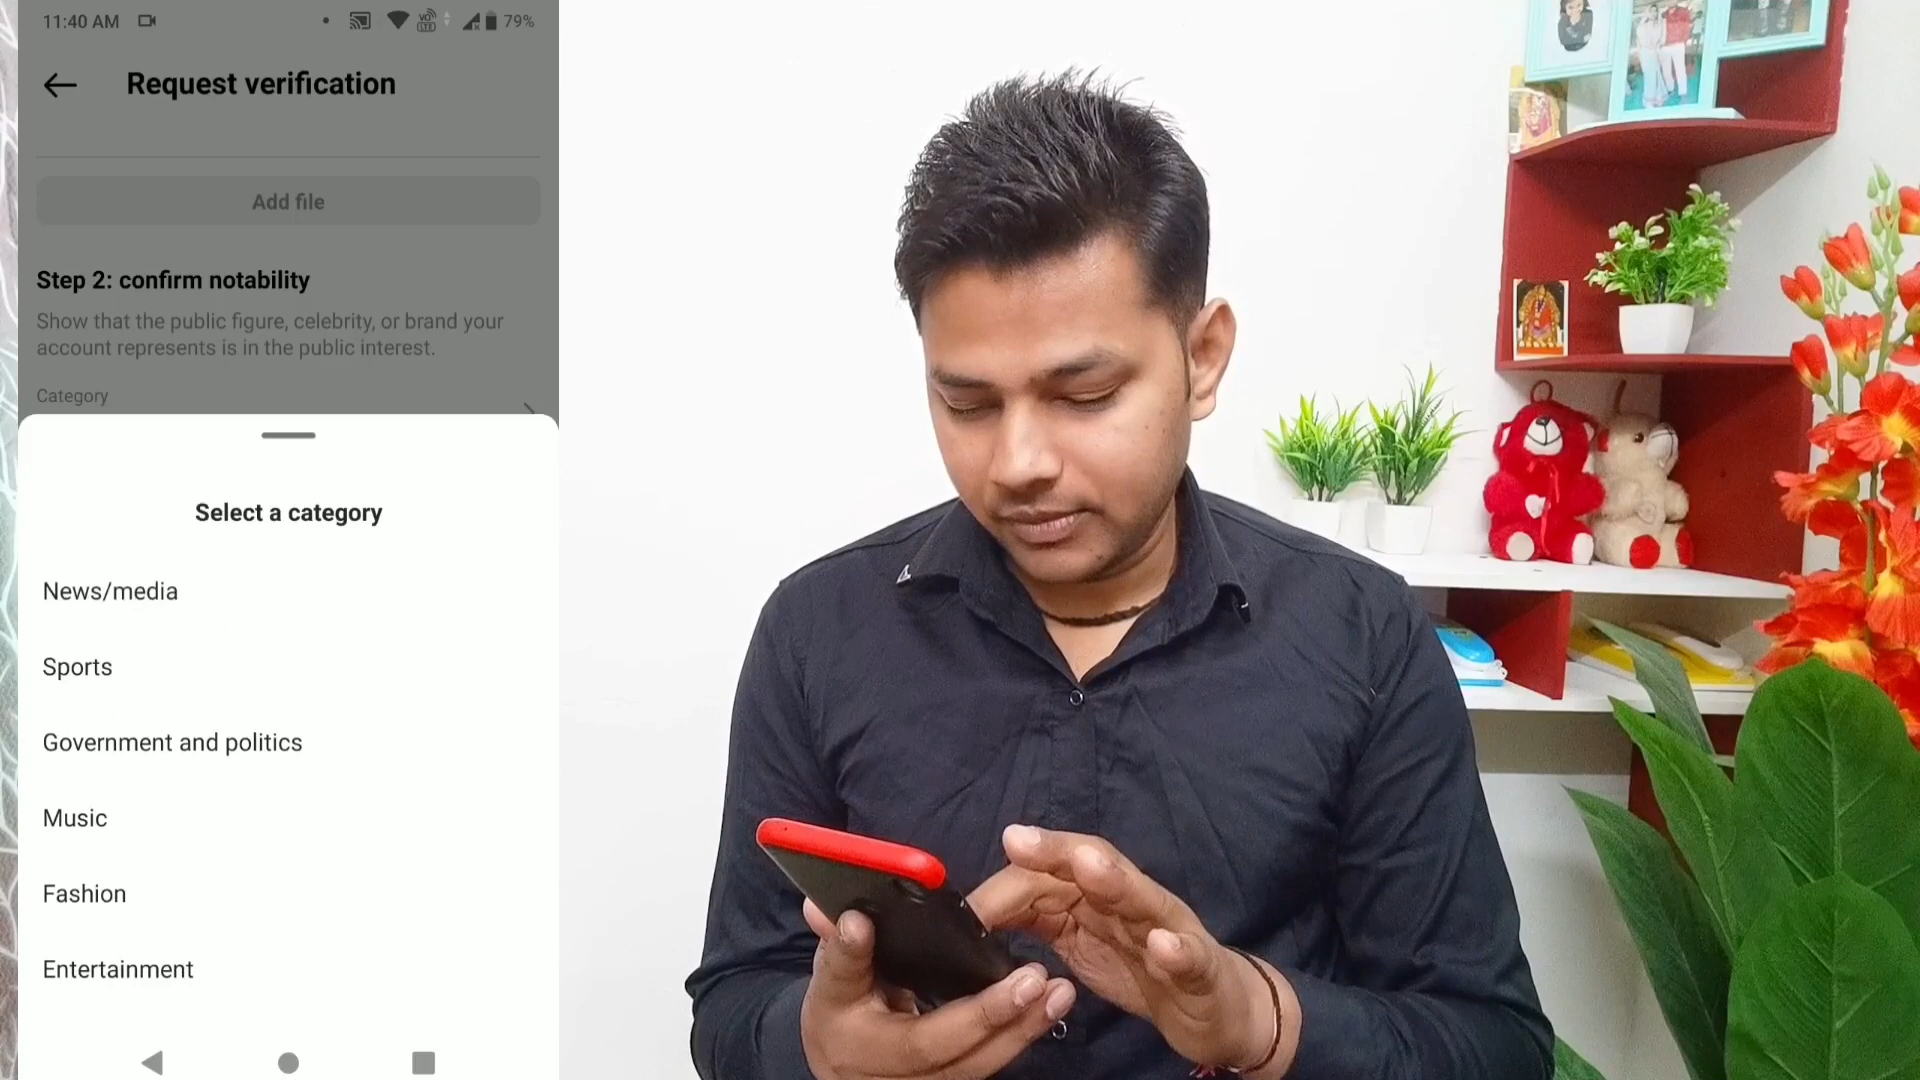 11:40 AM
79%
Request verification
Add file
Step 2: confirm notability
Show that the public figure, celebrity, or brand your
account represents is in the public interest.
Category
Select a category
News/media
Sports
Government and politics
Music
Fashion
Entertainment